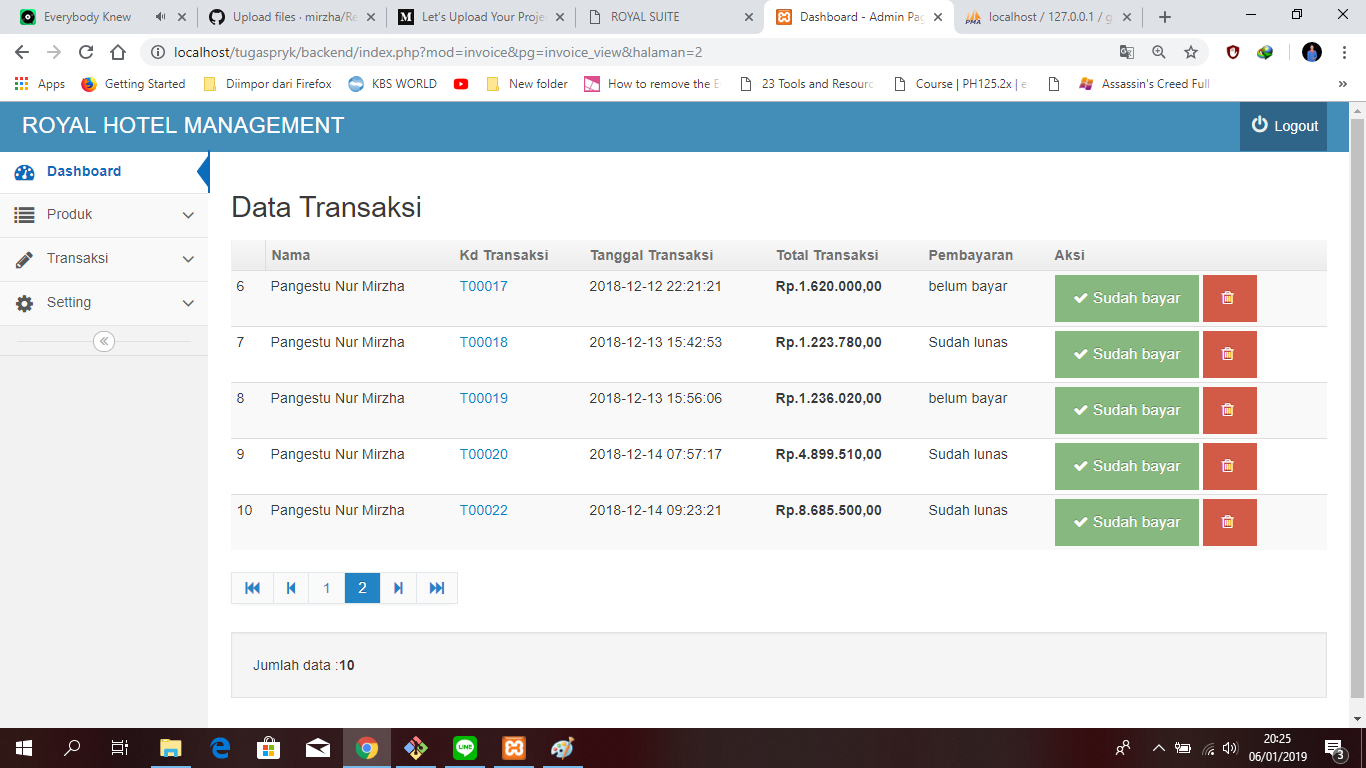 Everybody Knew
Upload files · mirzha/Re
Let's Upload Your Proje
ROYAL SUITE
Dashboard - Admin Pag
localhost / 127.0.0.1 / g
localhost/tugaspryk/backend/index.php?mod=invoice&pg=invoice_view&halaman=2
Apps
Getting Started
Diimpor dari Firefox
KBS WORLD
New folder
How to remove the E
23 Tools and Resourc
Course | PH125.2x | e
Assassin's Creed Full
ROYAL HOTEL MANAGEMENT
Logout
Dashboard
Produk
Transaksi
Setting
Data Transaksi
Nama Kd Transaksi Tanggal Transaksi Total Transaksi Pembayaran Aksi
6 Pangestu Nur Mirzha T00017 2018-12-12 22:21:21 Rp.1.620.000,00 belum bayar Sudah bayar
7 Pangestu Nur Mirzha T00018 2018-12-13 15:42:53 Rp.1.223.780,00 Sudah lunas Sudah bayar
8 Pangestu Nur Mirzha T00019 2018-12-13 15:56:06 Rp.1.236.020,00 belum bayar Sudah bayar
9 Pangestu Nur Mirzha T00020 2018-12-14 07:57:17 Rp.4.899.510,00 Sudah lunas Sudah bayar
10 Pangestu Nur Mirzha T00022 2018-12-14 09:23:21 Rp.8.685.500,00 Sudah lunas Sudah bayar
1 2
Jumlah data :10
LINE
20:25
06/01/2019
3